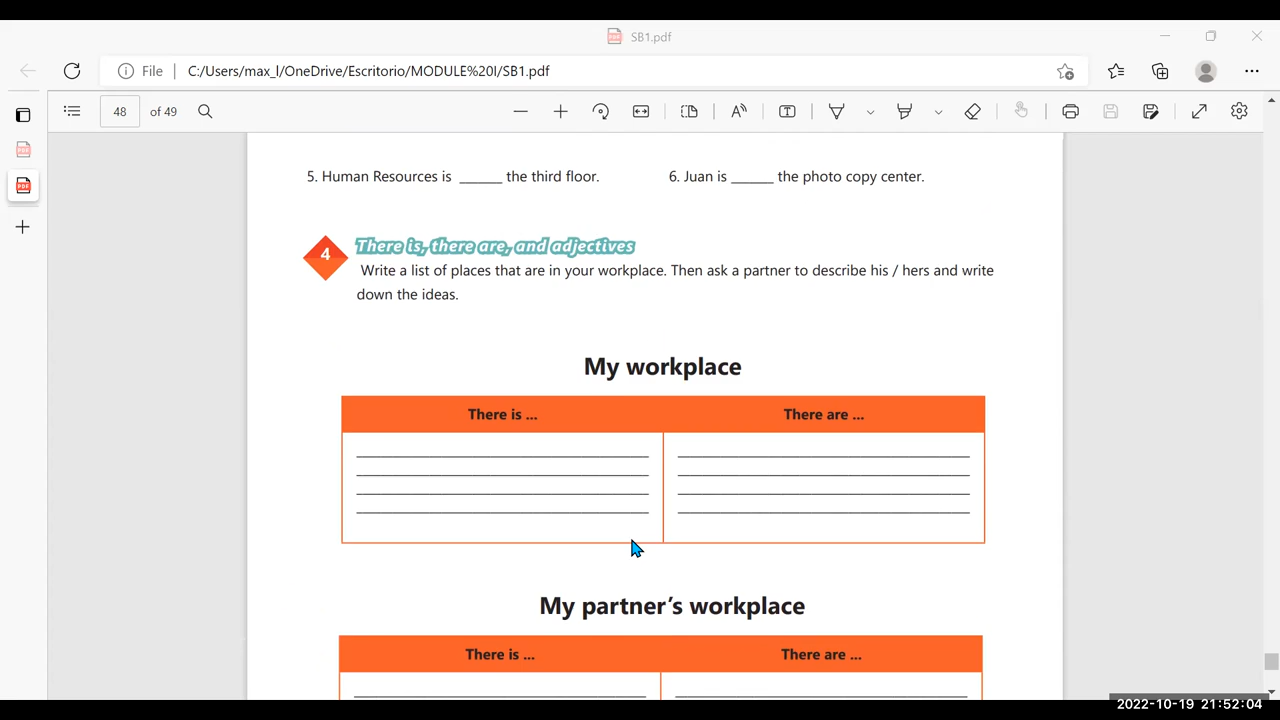 SB1.pdf
File | C:/Users/max_l/OneDrive/Escritorio/MODULE%20I/SB1.pdf
48 of 49
5. Human Resources is ______ the third floor.
6. Juan is ______ the photo copy center.
4
There is, there are, and adjectives
Write a list of places that are in your workplace. Then ask a partner to describe his / hers and write
down the ideas.
My workplace
There is ...
There are ...
My partner's workplace
There is ...
There are ...
2022-10-19 21:52:04